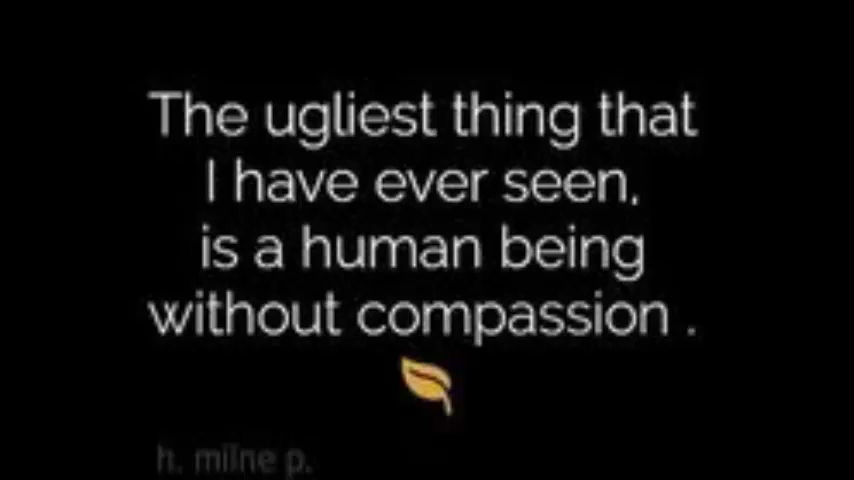 The ugliest thing that
I have ever seen,
is a human being
without compassion .
h. milne p.